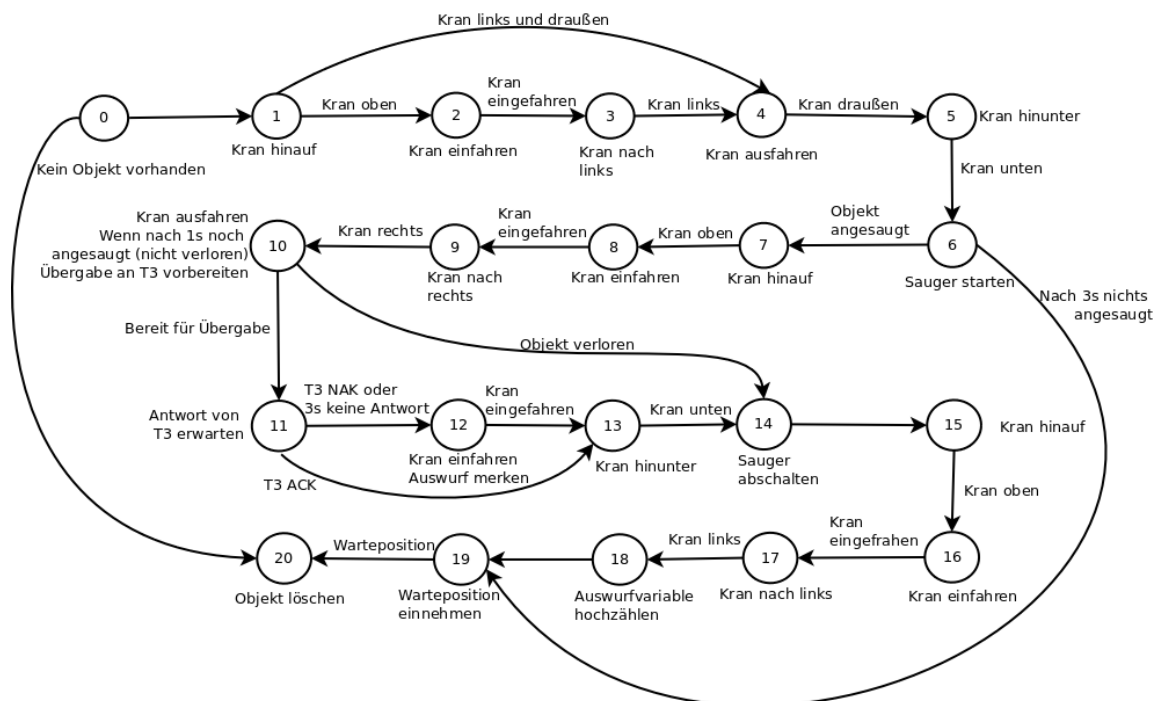 Kran links und draußen
0
1
2
3
4
5
Kran oben
Kran
eingefahren
Kran links
Kran draußen
Kein Objekt vorhanden
Kran hinauf
Kran einfahren
Kran nach
links
Kran ausfahren
Kran hinunter
Kran unten
Kran ausfahren
Wenn nach 1s noch
angesaugt (nicht verloren)
Übergabe an T3 vorbereiten
10
Kran rechts
9
Kran
eingefahren
8
Kran oben
7
Objekt
angesaugt
6
Kran nach
rechts
Kran einfahren
Kran hinauf
Sauger starten
Nach 3s nichts
angesaugt
Bereit für Übergabe
Objekt verloren
Antwort von
T3 erwarten
11
T3 NAK oder
3s keine Antwort
12
Kran
eingefahren
13
Kran unten
14
15
Kran hinauf
Kran einfahren
Auswurf merken
Kran hinunter
Sauger
abschalten
T3 ACK
Kran oben
20
Warteposition
19
18
Kran links
17
Kran
eingefrahen
16
Objekt löschen
Warteposition
einnehmen
Auswurfvariable
hochzählen
Kran nach links
Kran einfahren